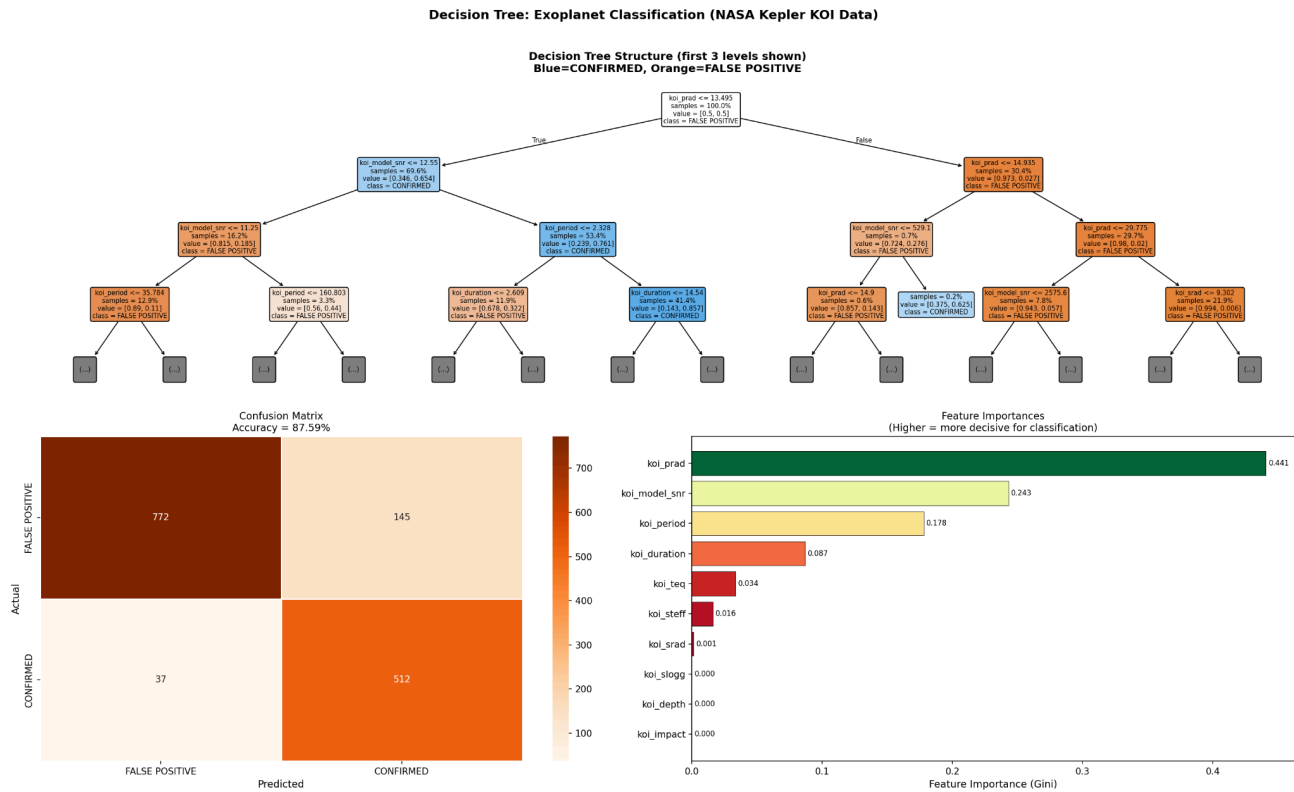 Decision Tree: Exoplanet Classification (NASA Kepler KOI Data)
Decision Tree Structure (first 3 levels shown)
Blue=CONFIRMED, Orange=FALSE POSITIVE
koi_prad <= 13.495
samples = 100.0%
value = [0.5, 0.5]
class = FALSE POSITIVE
True
False
koi_model_snr <= 12.55
samples = 69.6%
value = [0.346, 0.654]
class = CONFIRMED
koi_prad <= 14.935
samples = 30.4%
value = [0.973, 0.027]
class = FALSE POSITIVE
koi_model_snr <= 11.25
samples = 16.2%
value = [0.815, 0.185]
class = FALSE POSITIVE
koi_period <= 2.328
samples = 53.4%
value = [0.239, 0.761]
class = CONFIRMED
koi_model_snr <= 529.1
samples = 0.7%
value = [0.724, 0.276]
class = FALSE POSITIVE
koi_prad <= 29.775
samples = 29.7%
value = [0.98, 0.02]
class = FALSE POSITIVE
koi_period <= 35.784
samples = 12.9%
value = [0.89, 0.11]
class = FALSE POSITIVE
koi_period <= 160.803
samples = 3.3%
value = [0.56, 0.44]
class = FALSE POSITIVE
koi_duration <= 2.609
samples = 11.9%
value = [0.678, 0.322]
class = FALSE POSITIVE
koi_duration <= 14.54
samples = 41.4%
value = [0.143, 0.857]
class = CONFIRMED
koi_prad <= 14.9
samples = 0.6%
value = [0.857, 0.143]
class = FALSE POSITIVE
samples = 0.2%
value = [0.375, 0.625]
class = CONFIRMED
koi_model_snr <= 2575.6
samples = 7.8%
value = [0.943, 0.057]
class = FALSE POSITIVE
koi_srad <= 9.302
samples = 21.9%
value = [0.994, 0.006]
class = FALSE POSITIVE
(...)
(...)
(...)
(...)
(...)
(...)
(...)
(...)
(...)
(...)
(...)
(...)
(...)
(...)
Confusion Matrix
Accuracy = 87.59%
Actual
FALSE POSITIVE
CONFIRMED
772
145
37
512
FALSE POSITIVE
CONFIRMED
Predicted
700
600
500
400
300
200
100
Feature Importances
(Higher = more decisive for classification)
koi_prad 0.441
koi_model_snr 0.243
koi_period 0.178
koi_duration 0.087
koi_teq 0.034
koi_steff 0.016
koi_srad 0.001
koi_slogg 0.000
koi_depth 0.000
koi_impact 0.000
0.0 0.1 0.2 0.3 0.4
Feature Importance (Gini)